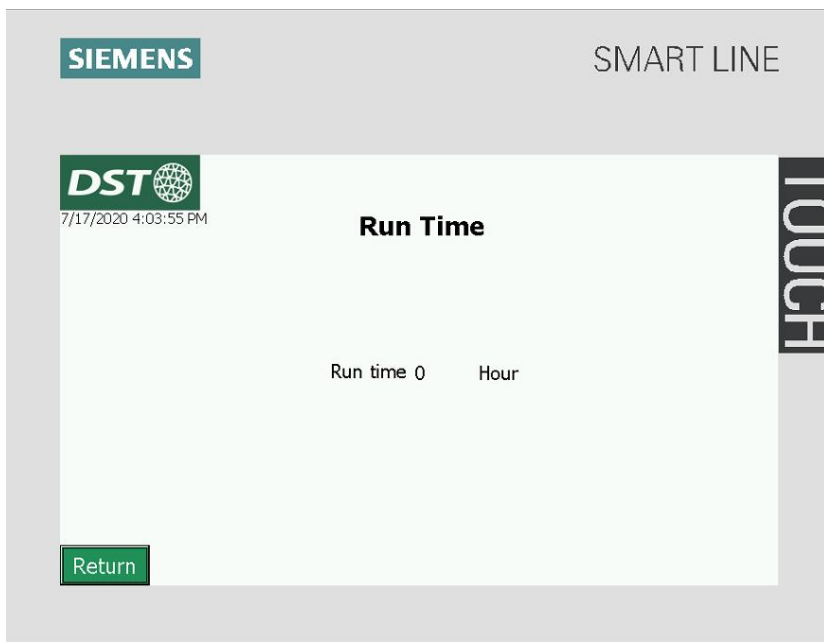 SIEMENS
SMART LINE
TOUCH
DST
7/17/2020 4:03:55 PM
Run Time
Run time 0 Hour
Return